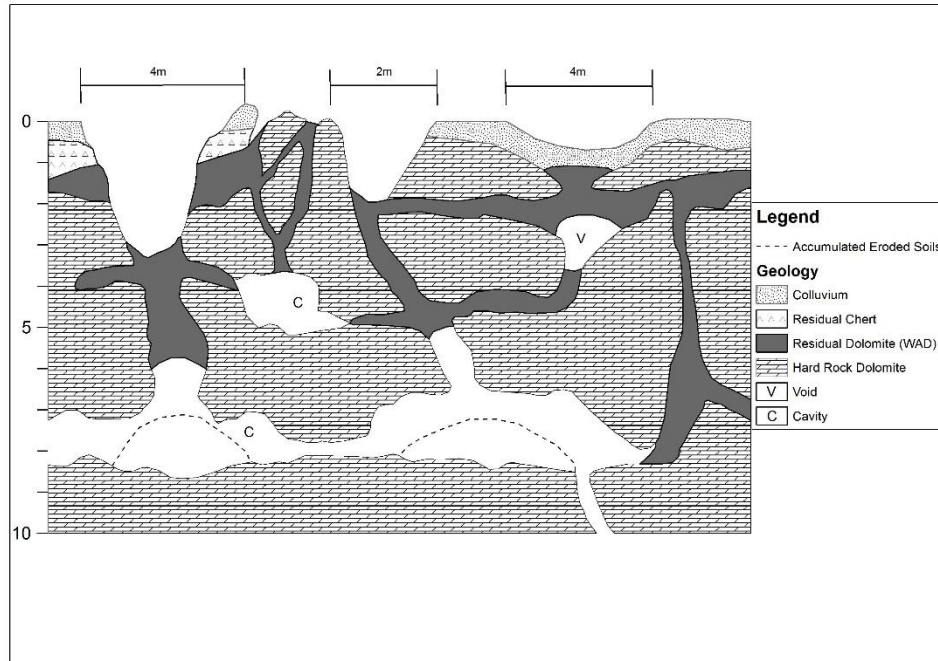 4m
2m
4m
0
5
10
V
C
C
Legend
Accumulated Eroded Soils
Geology
Colluvium
Residual Chert
Residual Dolomite (WAD)
Hard Rock Dolomite
V Void
C Cavity